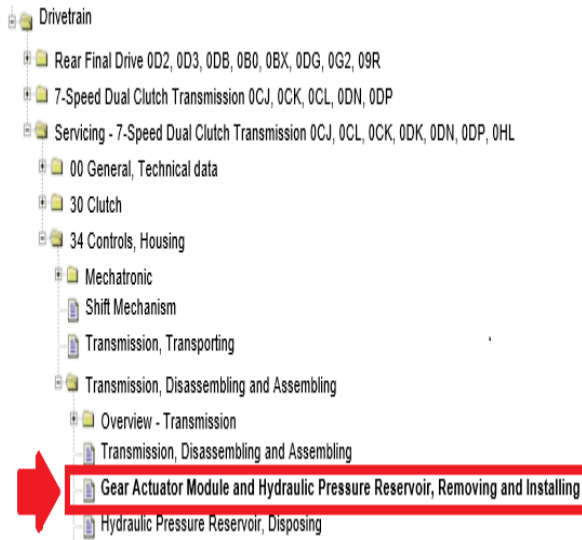 Drivetrain
Rear Final Drive 0D2, 0D3, 0DB, 0B0, 0BX, 0DG, 0G2, 09R
7-Speed Dual Clutch Transmission 0CJ, 0CK, 0CL, 0DN, 0DP
Servicing - 7-Speed Dual Clutch Transmission 0CJ, 0CL, 0CK, 0DK, 0DN, 0DP, 0HL
00 General, Technical data
30 Clutch
34 Controls, Housing
Mechatronic
Shift Mechanism
Transmission, Transporting
Transmission, Disassembling and Assembling
Overview - Transmission
Transmission, Disassembling and Assembling
Gear Actuator Module and Hydraulic Pressure Reservoir, Removing and Installing
Hydraulic Pressure Reservoir, Disposing